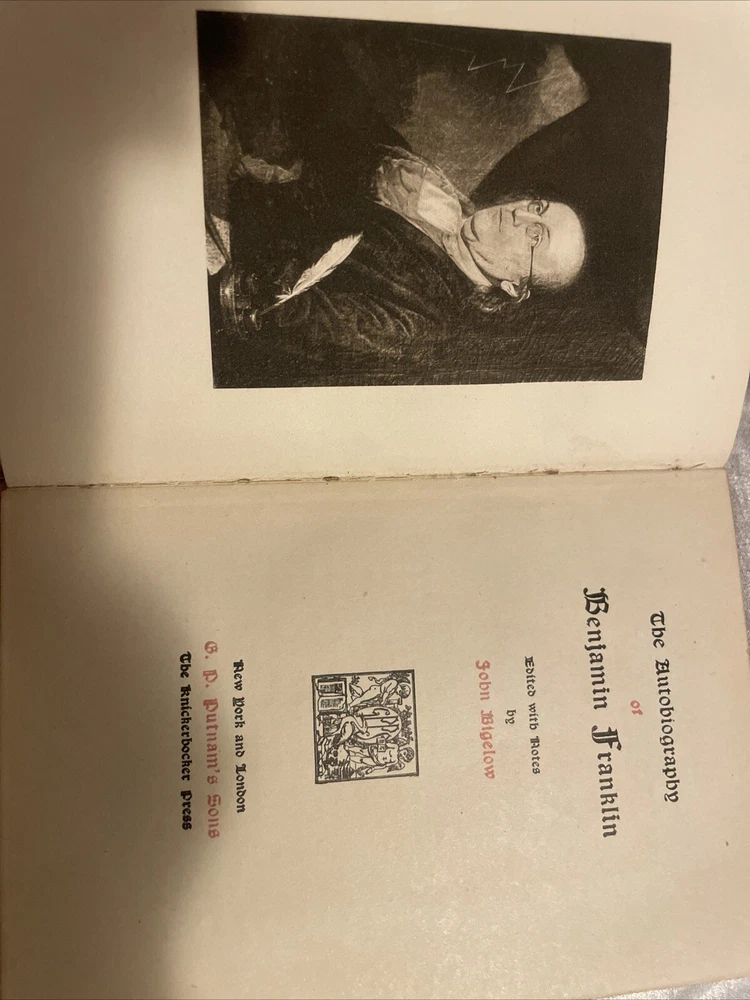 The Autobiography
of
Benjamin Franklin
Edited with Notes
by
John Bigelow
New York and London
G. P. Putnam's Sons
The Knickerbocker Press